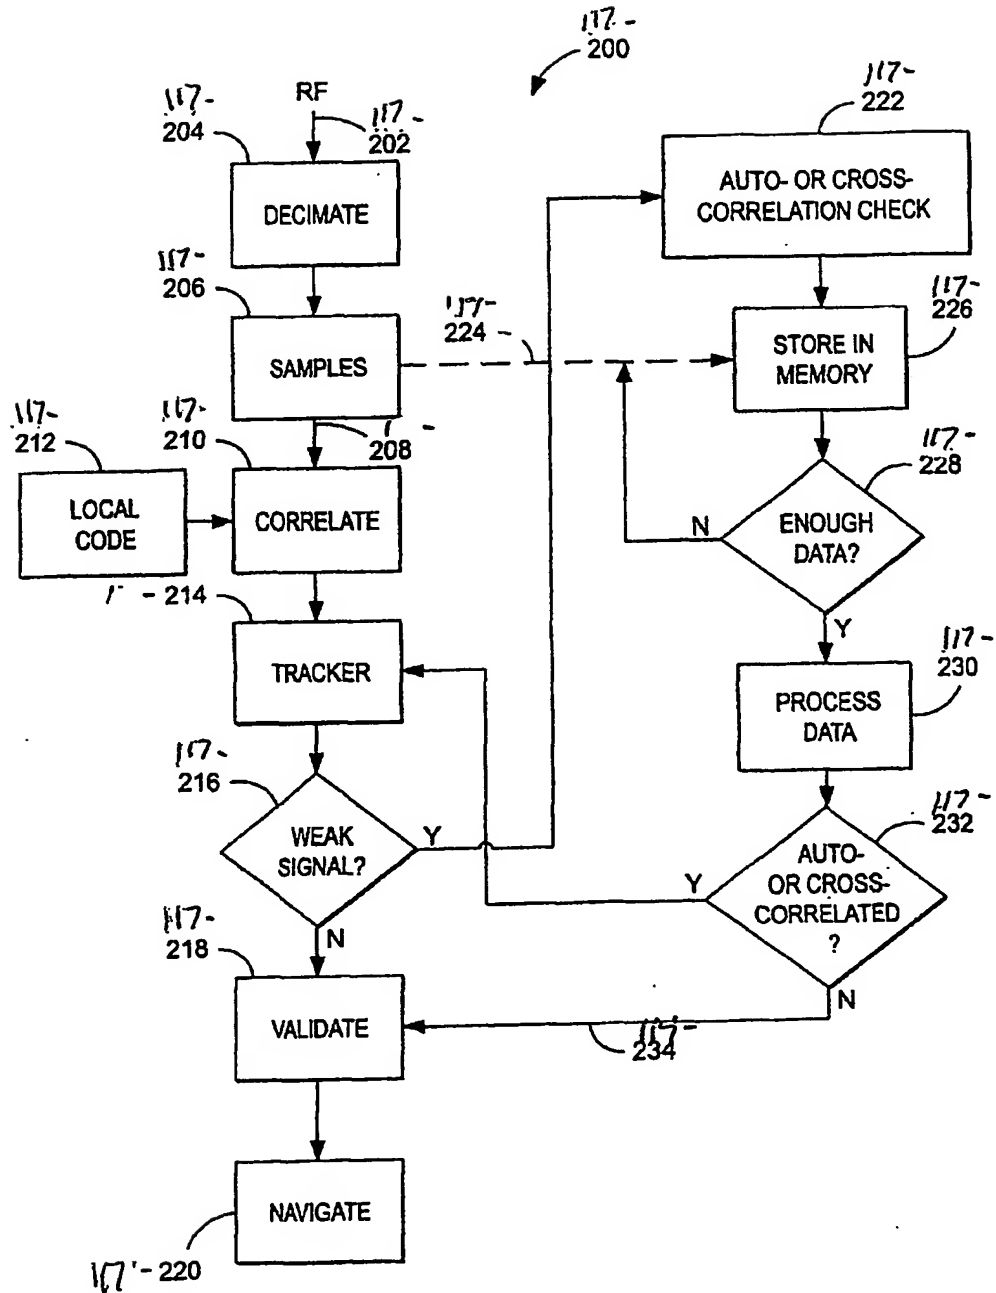 117-
200
RF
117-
202
117-
204
DECIMATE
117-
206
SAMPLES
117-
224
208
117-
210
CORRELATE
117-
212
LOCAL
CODE
214
TRACKER
117-
216
WEAK
SIGNAL?
Y
N
117-
218
VALIDATE
NAVIGATE
117-220
117-
222
AUTO- OR CROSS-
CORRELATION CHECK
117-
226
STORE IN
MEMORY
117-
228
ENOUGH
DATA?
N
Y
117-
230
PROCESS
DATA
117-
232
AUTO-
OR CROSS-
CORRELATED
?
Y
N
117-
234